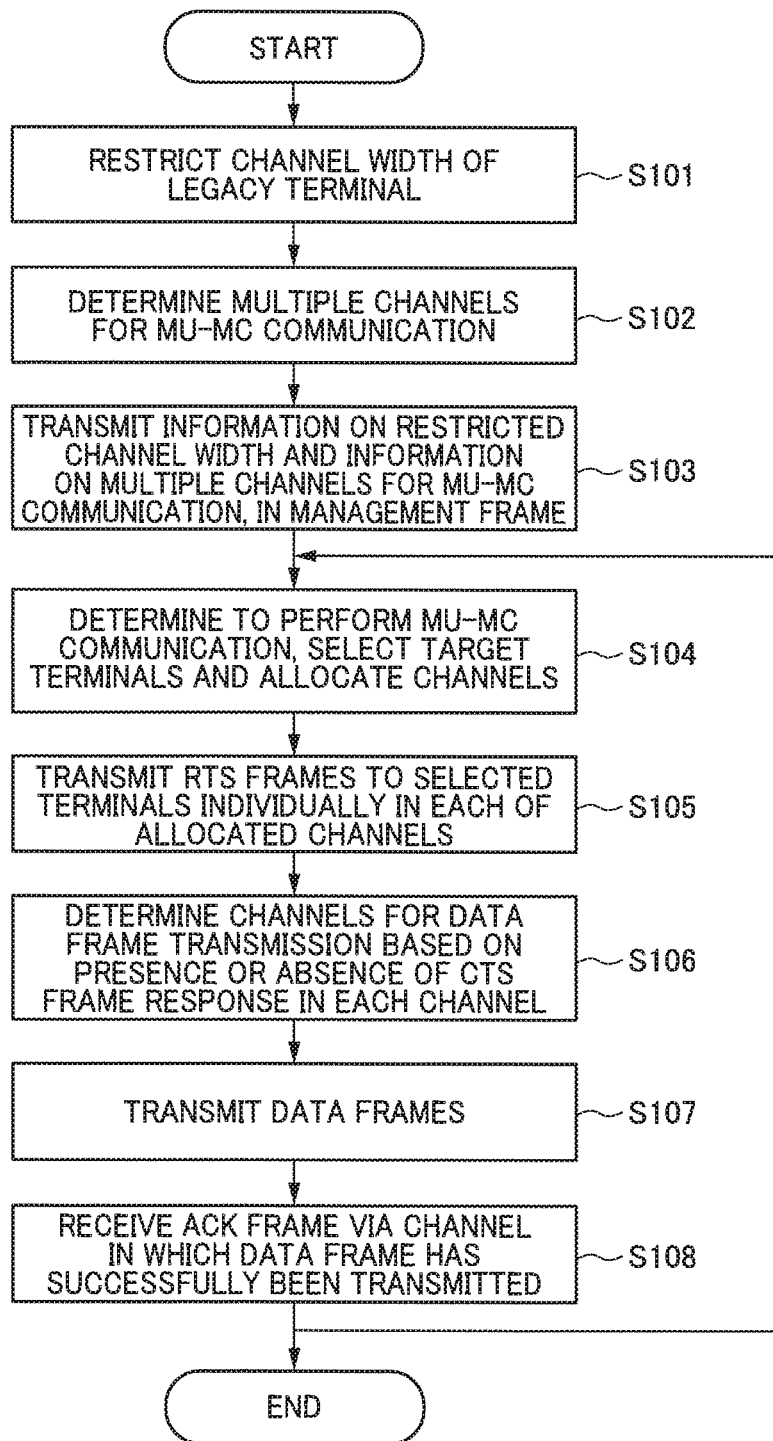 START
RESTRICT CHANNEL WIDTH OF
LEGACY TERMINAL
S101
DETERMINE MULTIPLE CHANNELS
FOR MU-MC COMMUNICATION
S102
TRANSMIT INFORMATION ON RESTRICTED
CHANNEL WIDTH AND INFORMATION
ON MULTIPLE CHANNELS FOR MU-MC
COMMUNICATION, IN MANAGEMENT FRAME
S103
DETERMINE TO PERFORM MU-MC
COMMUNICATION, SELECT TARGET
TERMINALS AND ALLOCATE CHANNELS
S104
TRANSMIT RTS FRAMES TO SELECTED
TERMINALS INDIVIDUALLY IN EACH OF
ALLOCATED CHANNELS
S105
DETERMINE CHANNELS FOR DATA
FRAME TRANSMISSION BASED ON
PRESENCE OR ABSENCE OF CTS
FRAME RESPONSE IN EACH CHANNEL
S106
TRANSMIT DATA FRAMES
S107
RECEIVE ACK FRAME VIA CHANNEL
IN WHICH DATA FRAME HAS
SUCCESSFULLY BEEN TRANSMITTED
S108
END